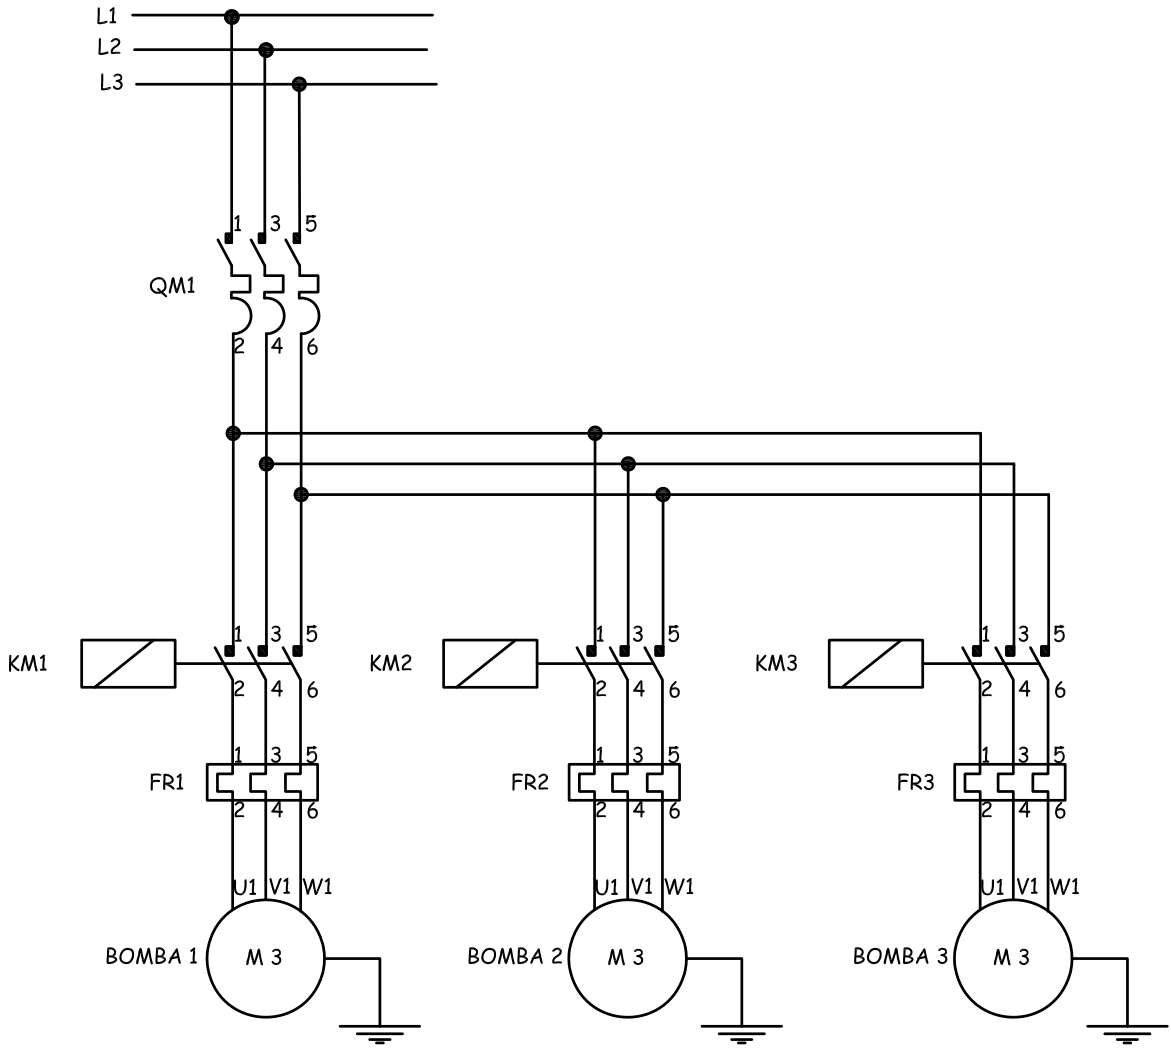 L1
L2
L3
1 3 5
QM1
2 4 6
1 3 5 1 3 5 1 3 5
KM1 KM2 KM3
2 4 6 2 4 6 2 4 6
1 3 5 1 3 5 1 3 5
FR1 FR2 FR3
2 4 6 2 4 6 2 4 6
U1 V1 W1 U1 V1 W1 U1 V1 W1
BOMBA 1 M 3 BOMBA 2 M 3 BOMBA 3 M 3